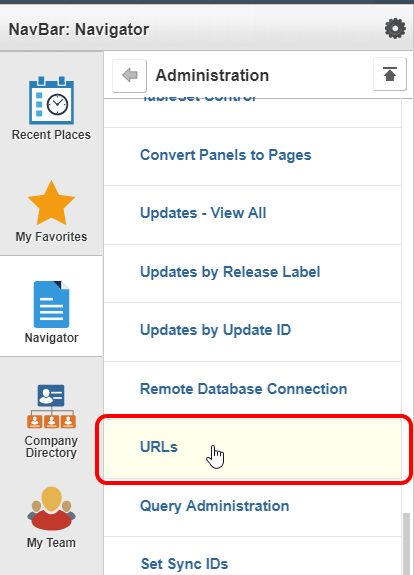 NavBar: Navigator
Recent Places
My Favorites
Navigator
Company
Directory
My Team
Administration
TableSet Control
Convert Panels to Pages
Updates - View All
Updates by Release Label
Updates by Update ID
Remote Database Connection
URLs
Query Administration
Set Sync IDs